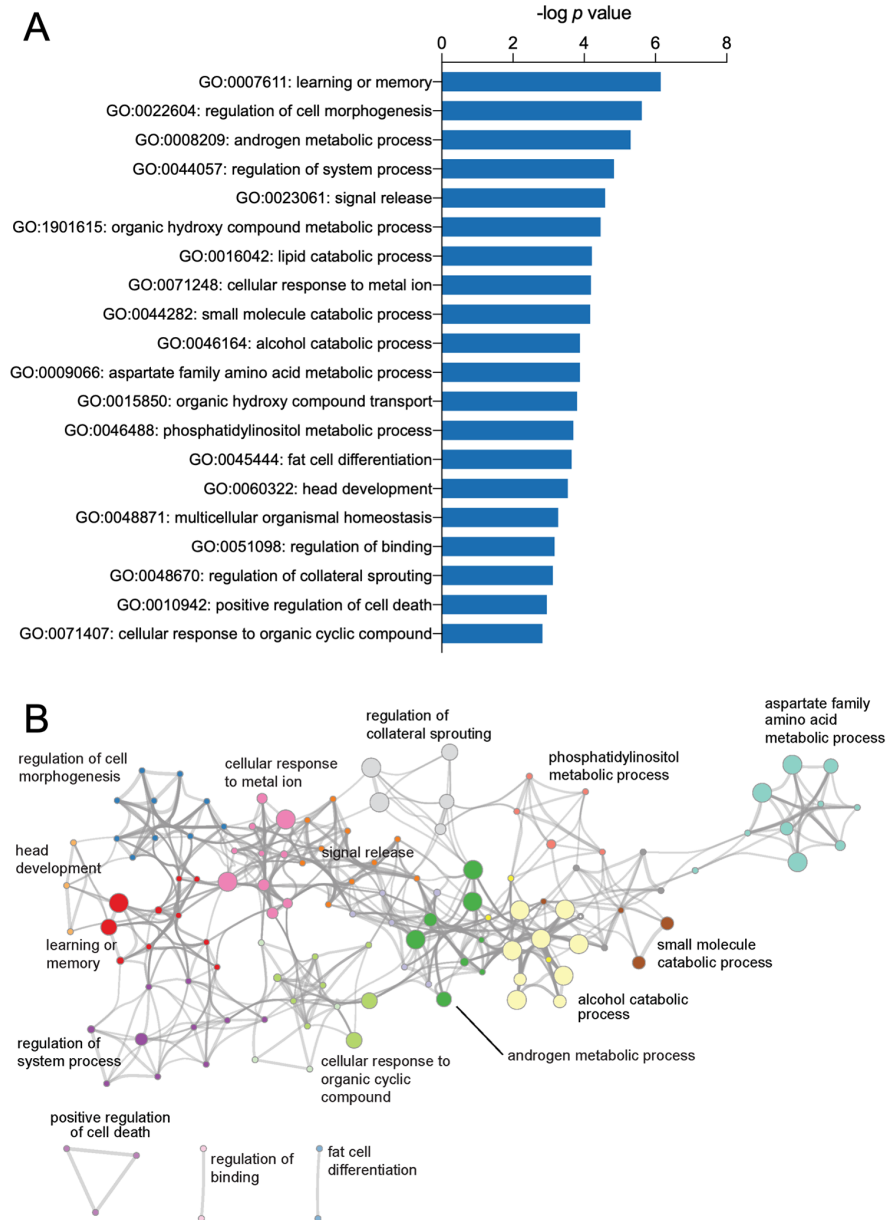 A
-log p value
0 2 4 6 8
GO:0007611: learning or memory
GO:0022604: regulation of cell morphogenesis
GO:0008209: androgen metabolic process
GO:0044057: regulation of system process
GO:0023061: signal release
GO:1901615: organic hydroxy compound metabolic process
GO:0016042: lipid catabolic process
GO:0071248: cellular response to metal ion
GO:0044282: small molecule catabolic process
GO:0046164: alcohol catabolic process
GO:0009066: aspartate family amino acid metabolic process
GO:0015850: organic hydroxy compound transport
GO:0046488: phosphatidylinositol metabolic process
GO:0045444: fat cell differentiation
GO:0060322: head development
GO:0048871: multicellular organismal homeostasis
GO:0051098: regulation of binding
GO:0048670: regulation of collateral sprouting
GO:0010942: positive regulation of cell death
GO:0071407: cellular response to organic cyclic compound
B
regulation of cell
morphogenesis
cellular response
to metal ion
regulation of
collateral sprouting
phosphatidylinositol
metabolic process
aspartate family
amino acid
metabolic process
head
development
signal release
learning or
memory
small molecule
catabolic process
alcohol catabolic
process
regulation of
system process
cellular response to
organic cyclic
compound
androgen metabolic process
positive regulation
of cell death
regulation of
binding
fat cell
differentiation